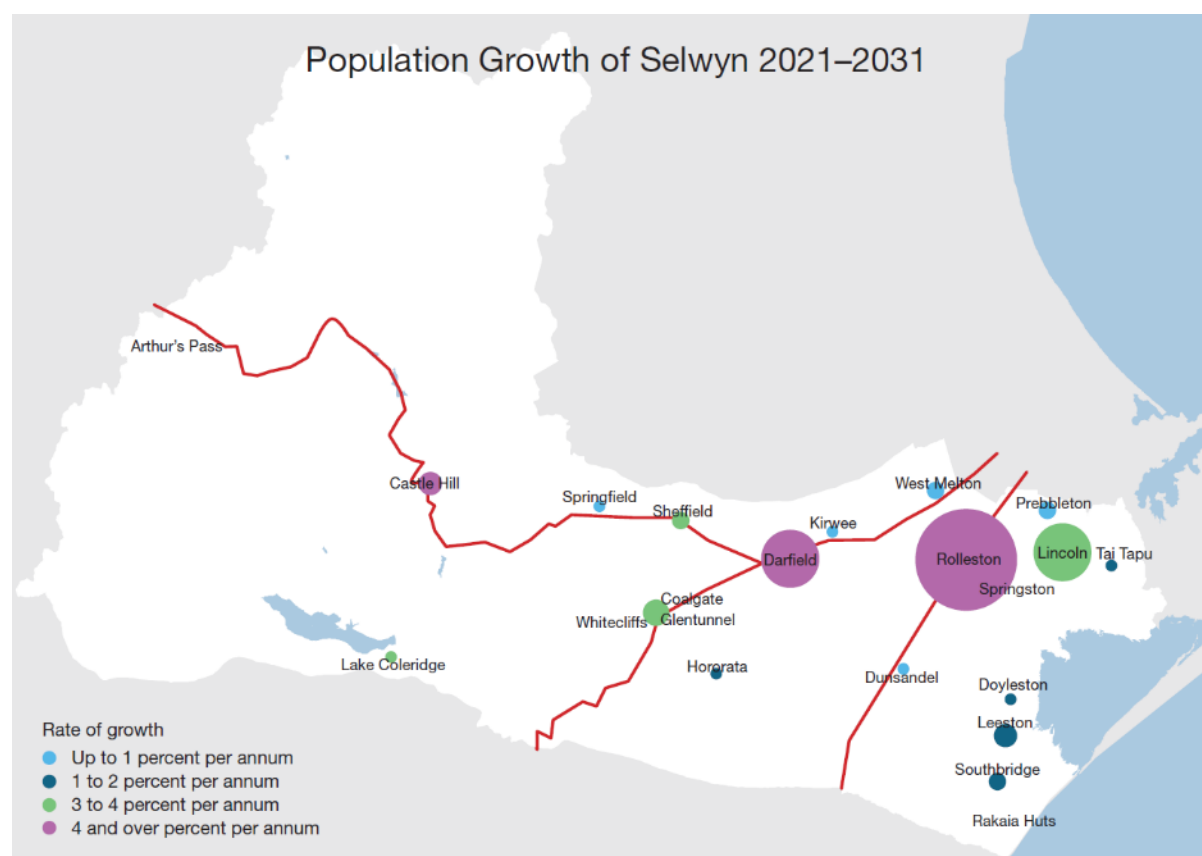 Population Growth of Selwyn 2021–2031
Arthur's Pass
Castle Hill
Springfield
Sheffield
West Melton
Kirwee
Prebbleton
Darfield
Rolleston
Lincoln
Tai Tapu
Springston
Coalgate
Whitecliffs
Glentunnel
Lake Coleridge
Hororata
Dunsandel
Doyleston
Leeston
Southbridge
Rakaia Huts
Rate of growth
Up to 1 percent per annum
1 to 2 percent per annum
3 to 4 percent per annum
4 and over percent per annum